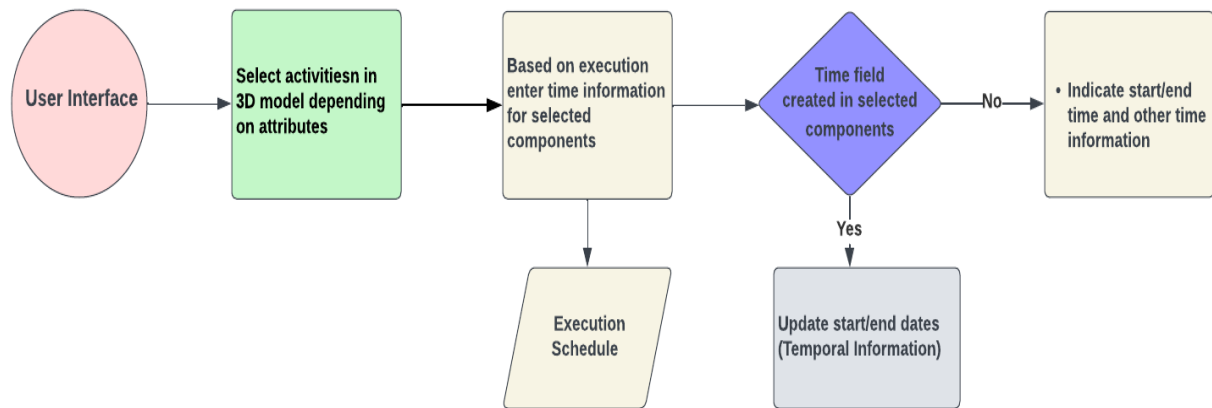 User Interface
Select activitiesn in
3D model depending
on attributes
Based on execution
enter time information
for selected
components
Time field
created in selected
components
No
• Indicate start/end
time and other time
information
Yes
Execution
Schedule
Update start/end dates
(Temporal Information)